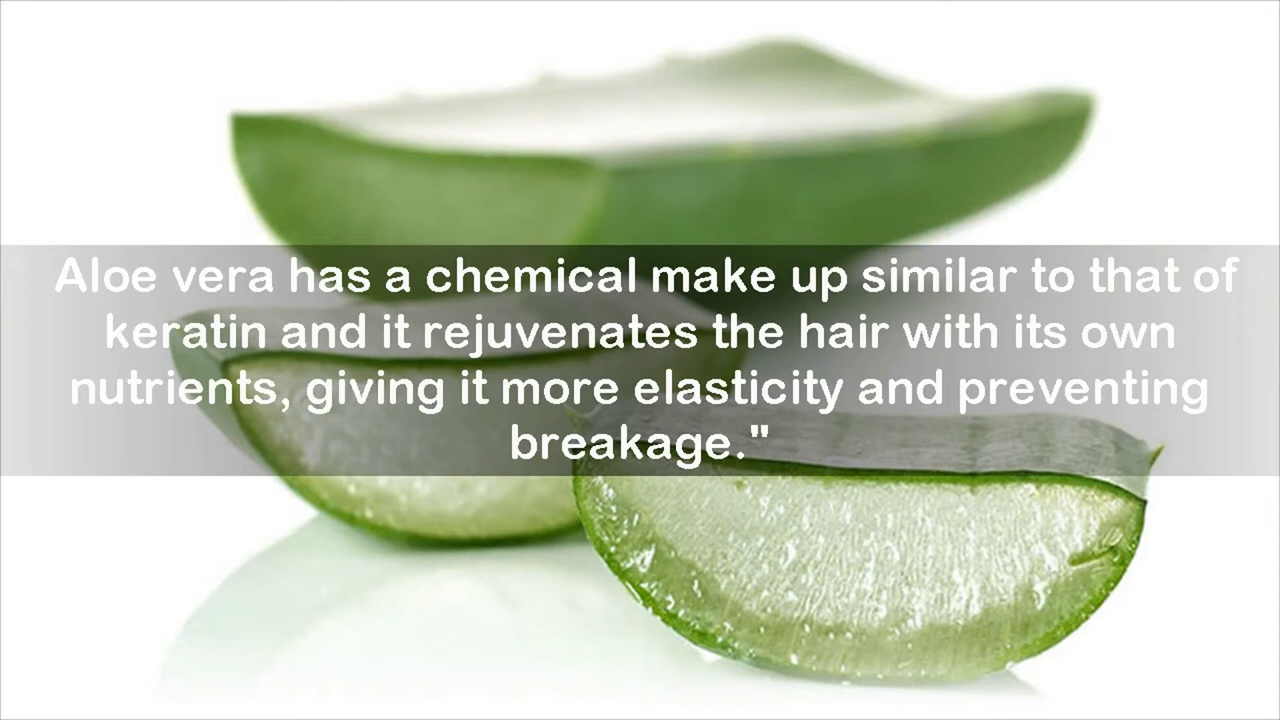 Aloe vera has a chemical make up similar to that of
keratin and it rejuvenates the hair with its own
nutrients, giving it more elasticity and preventing
breakage."